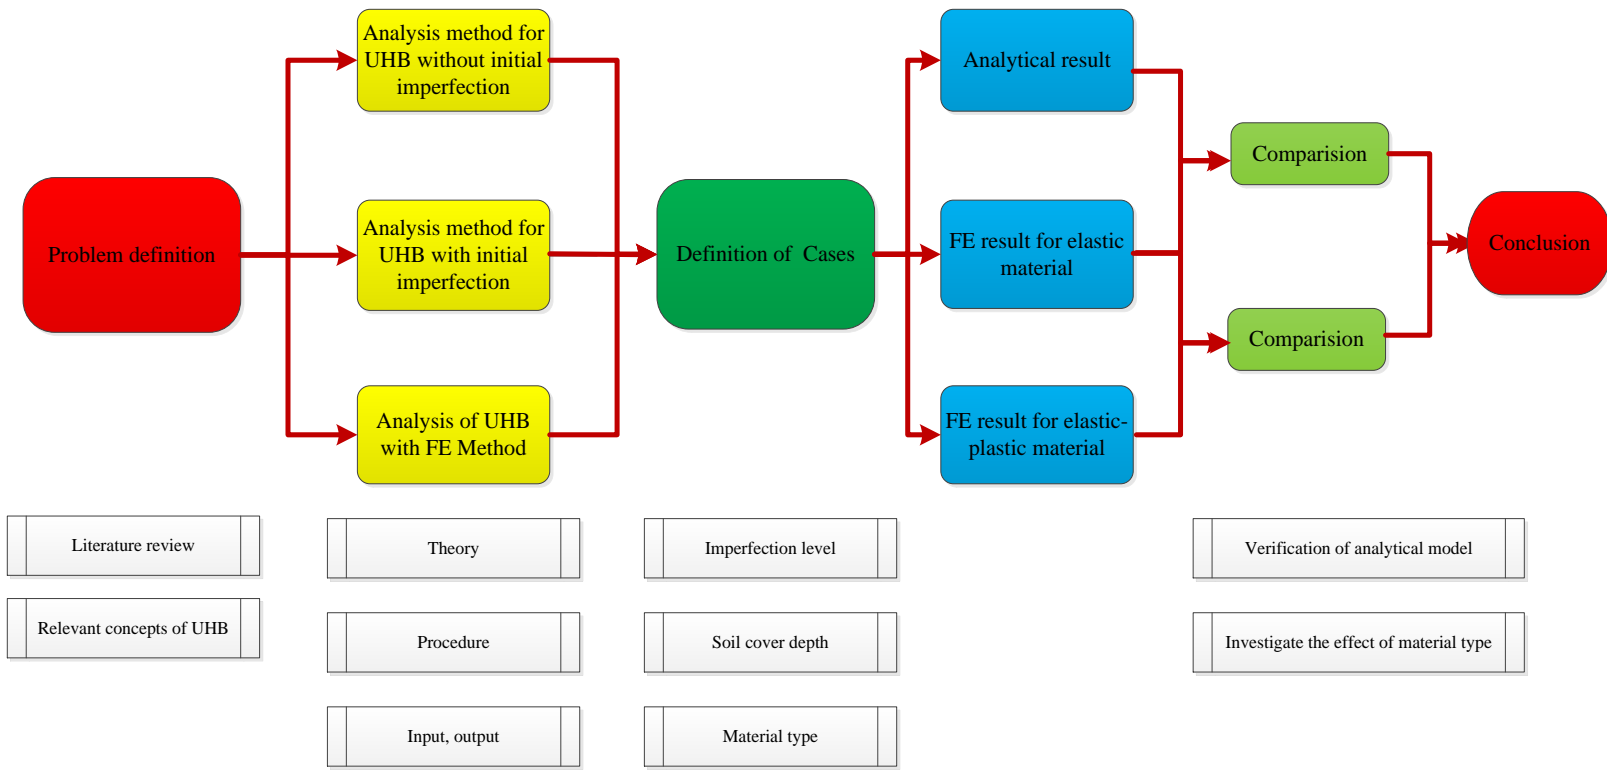 Problem definition
Analysis method for
UHB without initial
imperfection
Analysis method for
UHB with initial
imperfection
Analysis of UHB
with FE Method
Definition of Cases
Analytical result
FE result for elastic
material
FE result for elastic-
plastic material
Comparision
Comparision
Conclusion
Literature review
Relevant concepts of UHB
Theory
Procedure
Input, output
Imperfection level
Soil cover depth
Material type
Verification of analytical model
Investigate the effect of material type